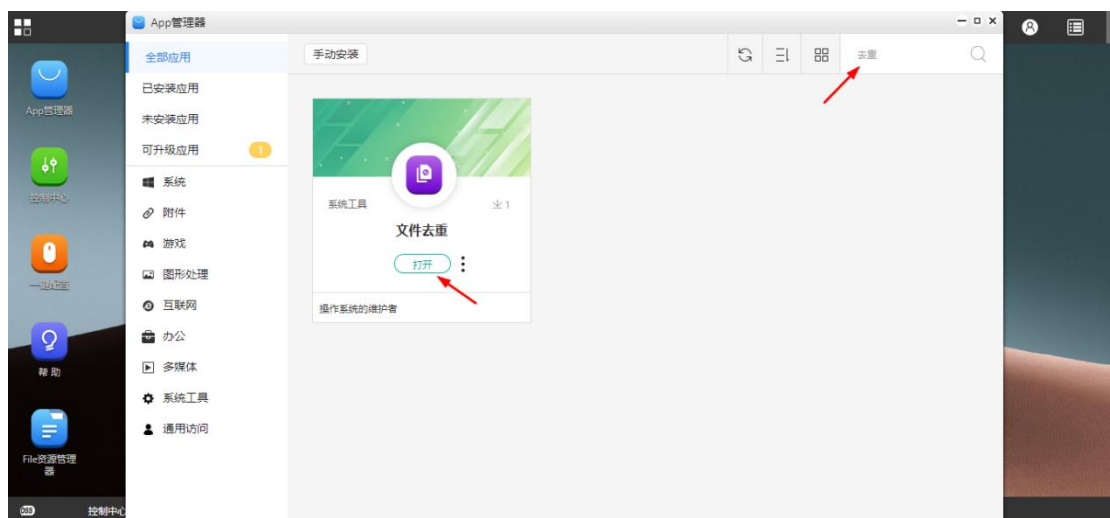 App管理器
全部应用
手动安装
去重
已安装应用
未安装应用
可升级应用
1
系统
附件
游戏
图形处理
互联网
办公
多媒体
系统工具
通用访问
系统工具
1
文件去重
打开
操作系统的维护者
App管理器
控制中心
一键配置
帮助
File资源管理
器
控制中心